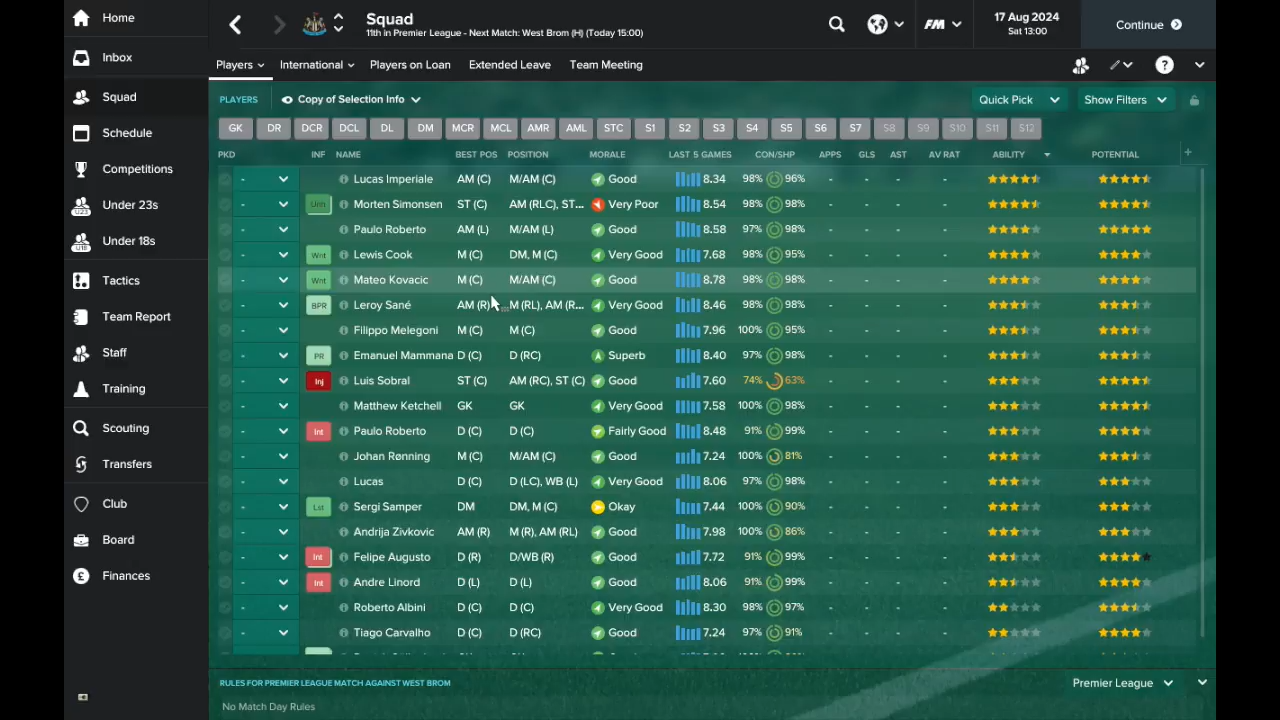 Home
Inbox
Squad
Schedule
Competitions
U23
Under 23s
U18
Under 18s
Tactics
Team Report
Staff
Training
Scouting
Transfers
Club
Board
£ Finances
Squad
11th in Premier League - Next Match: West Brom (H) (Today 15:00)
FM
17 Aug 2024
Sat 13:00
Continue
Players International Players on Loan Extended Leave Team Meeting ?
PLAYERS Copy of Selection Info Quick Pick Show Filters
GK DR DCR DCL DL DM MCR MCL AMR AML STC S1 S2 S3 S4 S5 S6 S7 S8 S9 S10 S11 S12
PKD INF NAME BEST POS POSITION MORALE LAST 5 GAMES CON/SHP APPS GLS AST AV RAT ABILITY POTENTIAL +
- Lucas Imperiale AM (C) M/AM (C) Good 8.34 98% 96% - - - -
- Unh Morten Simonsen ST (C) AM (RLC), ST... Very Poor 8.54 98% 98% - - - -
- Paulo Roberto AM (L) M/AM (L) Good 8.58 97% 98% - - - -
- Wnt Lewis Cook M (C) DM, M (C) Very Good 7.68 98% 95% - - - -
- Wnt Mateo Kovacic M (C) M/AM (C) Good 8.78 98% 98% - - - -
- BPR Leroy Sané AM (R) M (RL), AM (R... Very Good 8.46 98% 98% - - - -
- Filippo Melegoni M (C) M (C) Good 7.96 100% 95% - - - -
- PR Emanuel Mammana D (C) D (RC) Superb 8.40 97% 98% - - - -
- Inj Luis Sobral ST (C) AM (RC), ST (C) Good 7.60 74% 63% - - - -
- Matthew Ketchell GK GK Very Good 7.58 100% 98% - - - -
- Int Paulo Roberto D (C) D (C) Fairly Good 8.48 91% 99% - - - -
- Johan Rønning M (C) M/AM (C) Good 7.24 100% 81% - - - -
- Lucas D (C) D (LC), WB (L) Very Good 8.06 97% 98% - - - -
- Lst Sergi Samper DM DM, M (C) Okay 7.44 100% 90% - - - -
- Andrija Zivkovic AM (R) M (R), AM (RL) Good 7.98 100% 86% - - - -
- Int Felipe Augusto D (R) D/WB (R) Good 7.72 91% 99% - - - -
- Int Andre Linord D (L) D (L) Good 8.06 91% 99% - - - -
- Roberto Albini D (C) D (C) Very Good 8.30 98% 97% - - - -
- Tiago Carvalho D (C) D (RC) Good 7.24 97% 91% - - - -
RULES FOR PREMIER LEAGUE MATCH AGAINST WEST BROM Premier League
No Match Day Rules